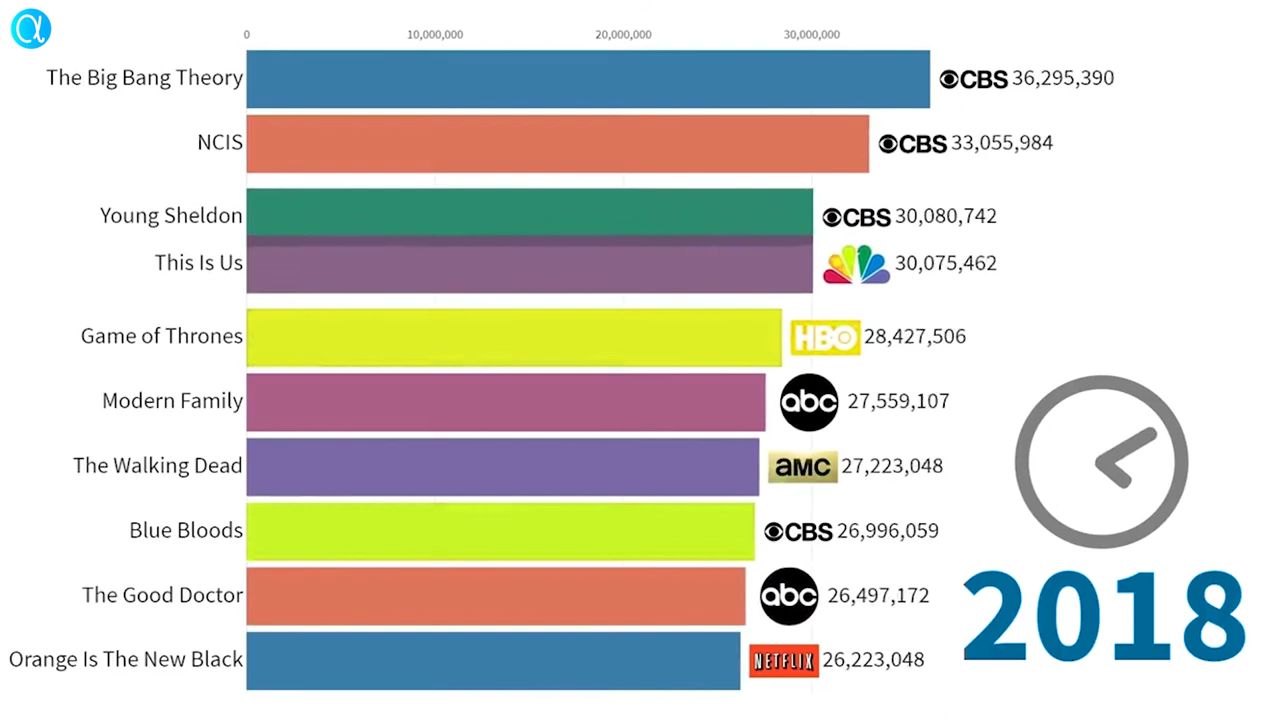 α
0 10,000,000 20,000,000 30,000,000
The Big Bang Theory CBS 36,295,390
NCIS CBS 33,055,984
Young Sheldon CBS 30,080,742
This Is Us 30,075,462
Game of Thrones HBO 28,427,506
Modern Family abc 27,559,107
The Walking Dead aMC 27,223,048
Blue Bloods CBS 26,996,059
The Good Doctor abc 26,497,172
Orange Is The New Black NETFLIX 26,223,048
2018